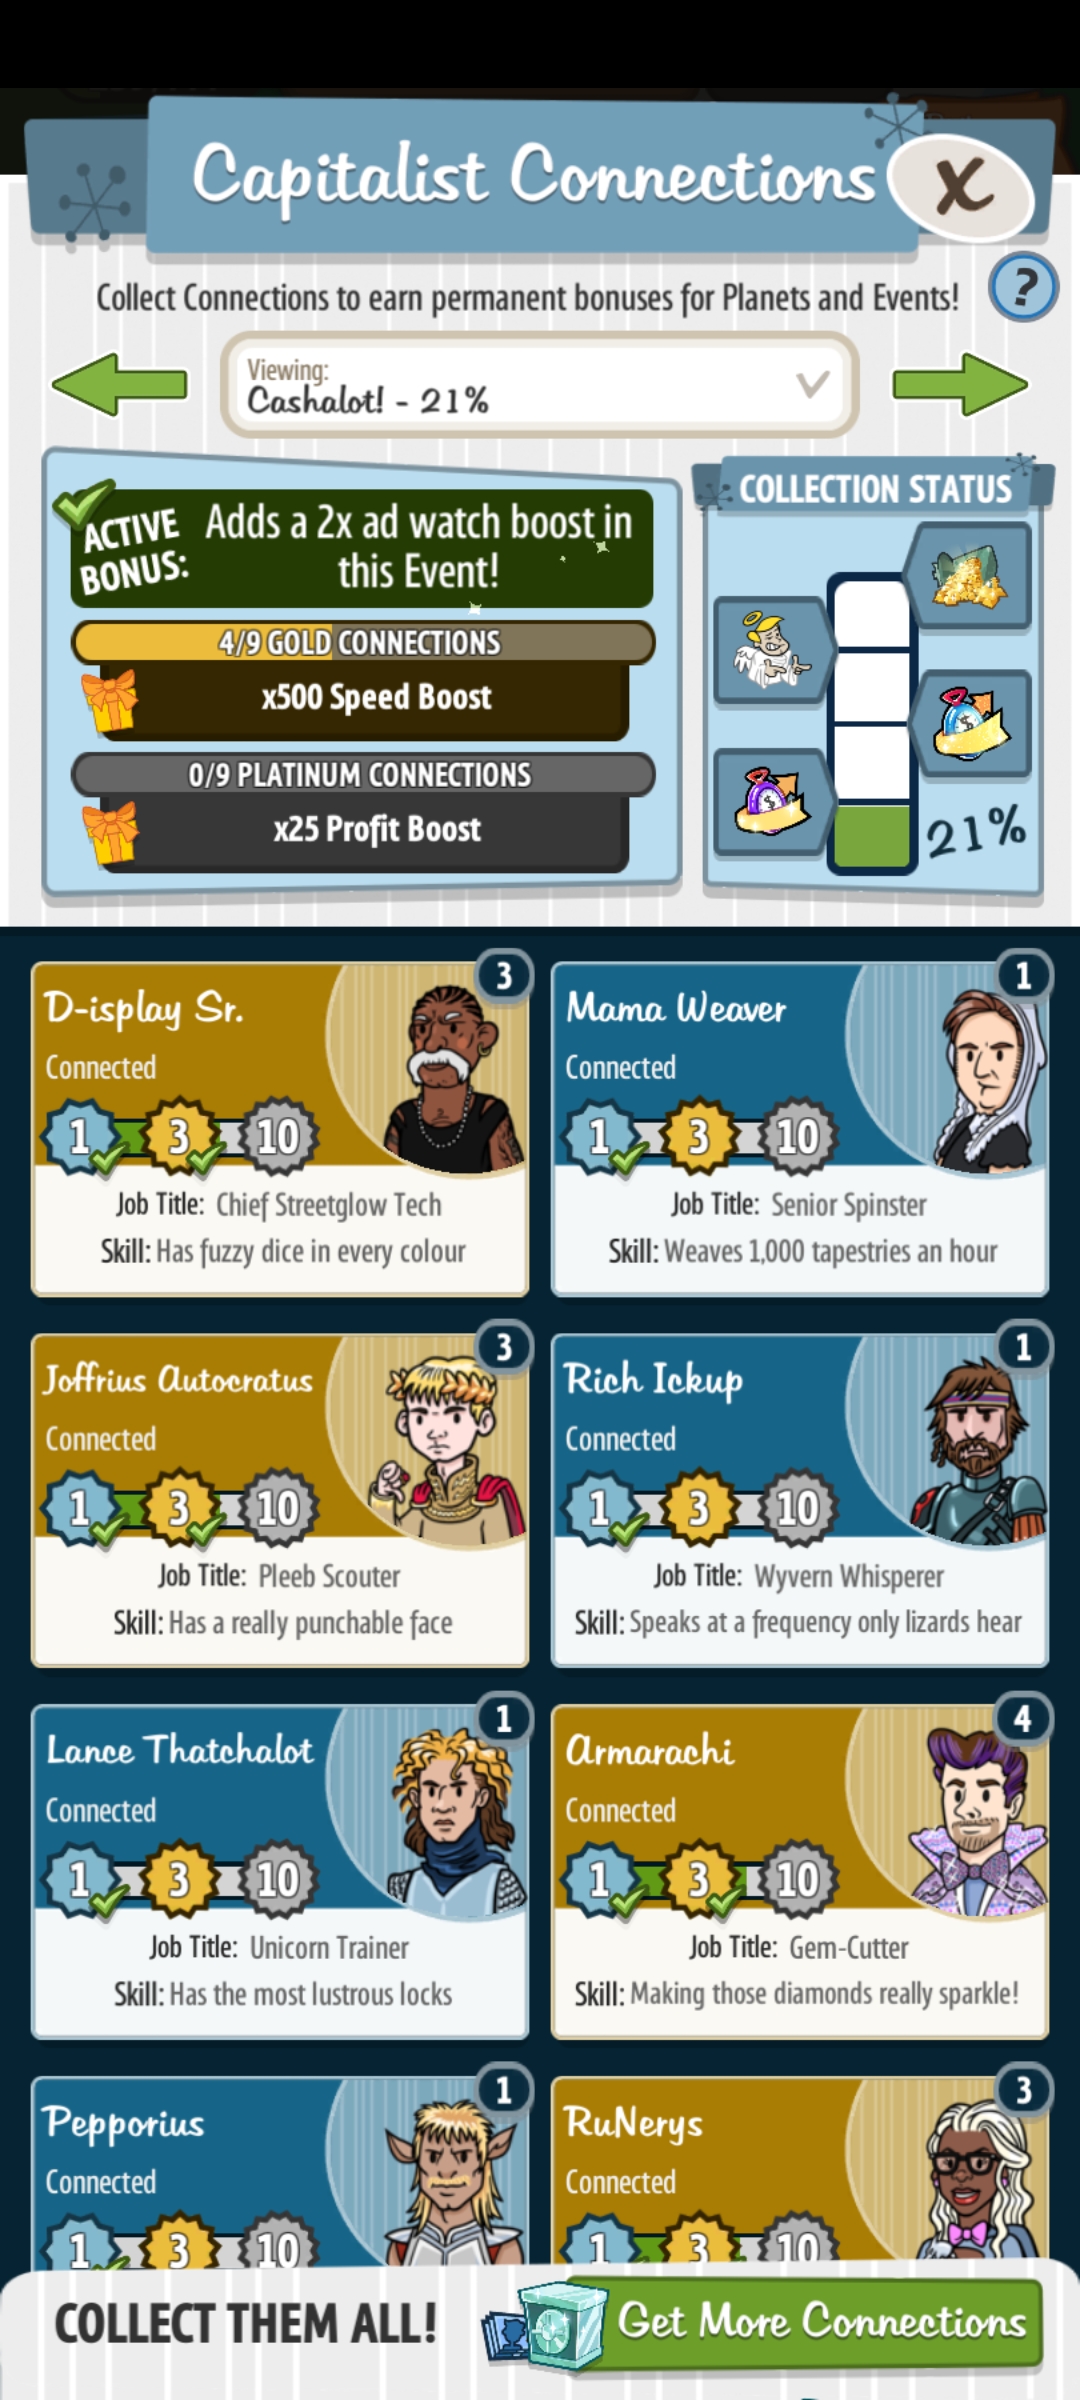 Capitalist Connections
X
Collect Connections to earn permanent bonuses for Planets and Events!
?
Viewing:
Cashalot! - 21%
ACTIVE BONUS:
Adds a 2x ad watch boost in
this Event!
4/9 GOLD CONNECTIONS
x500 Speed Boost
0/9 PLATINUM CONNECTIONS
x25 Profit Boost
COLLECTION STATUS
21%
D-isplay Sr.
3
Connected
1 3 10
Job Title: Chief Streetglow Tech
Skill: Has fuzzy dice in every colour
Mama Weaver
1
Connected
1 3 10
Job Title: Senior Spinster
Skill: Weaves 1,000 tapestries an hour
Joffrius Autocratus
3
Connected
1 3 10
Job Title: Pleeb Scouter
Skill: Has a really punchable face
Rich Ickup
1
Connected
1 3 10
Job Title: Wyvern Whisperer
Skill: Speaks at a frequency only lizards hear
Lance Thatchalot
1
Connected
1 3 10
Job Title: Unicorn Trainer
Skill: Has the most lustrous locks
Armarachi
4
Connected
1 3 10
Job Title: Gem-Cutter
Skill: Making those diamonds really sparkle!
Pepporius
1
Connected
1 3 10
RuNerys
3
Connected
1 3 10
COLLECT THEM ALL!
Get More Connections